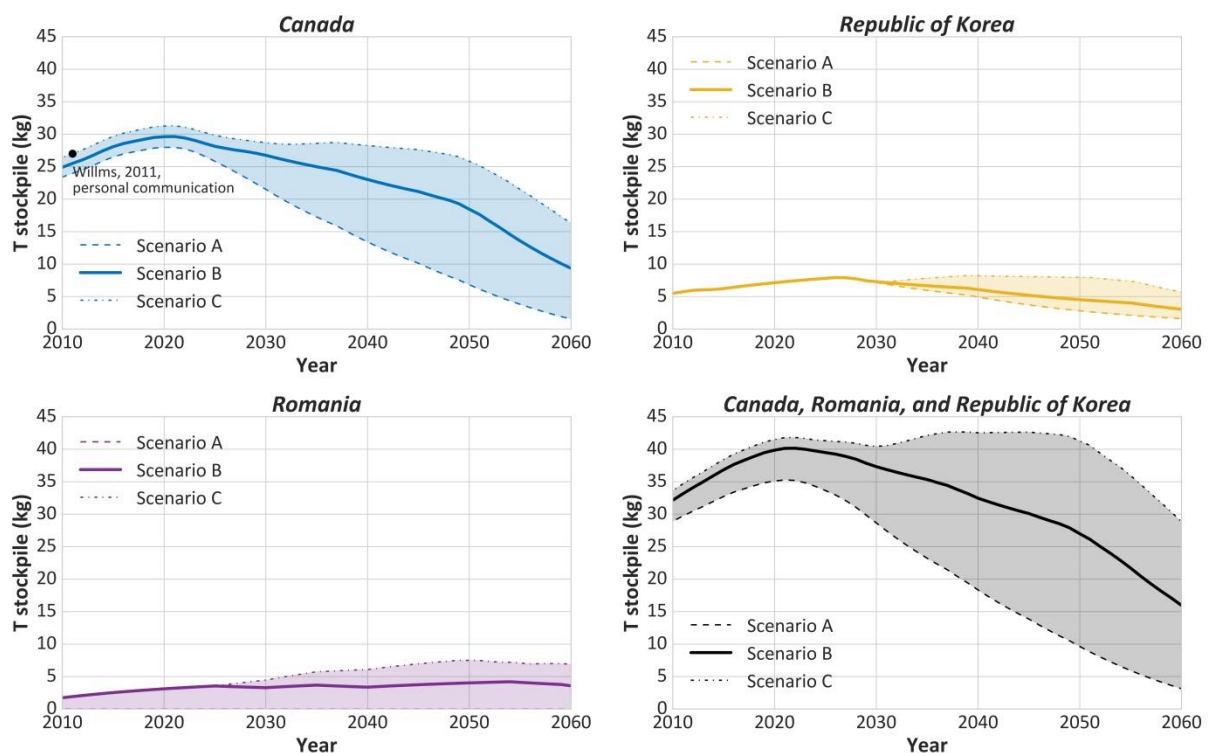 Canada
T stockpile (kg)
45
40
35
30
25
20
15
10
5
0
Willms, 2011,
personal communication
Scenario A
Scenario B
Scenario C
2010 2020 2030 2040 2050 2060
Year
Republic of Korea
T stockpile (kg)
45
40
35
30
25
20
15
10
5
0
Scenario A
Scenario B
Scenario C
2010 2020 2030 2040 2050 2060
Year
Romania
T stockpile (kg)
45
40
35
30
25
20
15
10
5
0
Scenario A
Scenario B
Scenario C
2010 2020 2030 2040 2050 2060
Year
Canada, Romania, and Republic of Korea
T stockpile (kg)
45
40
35
30
25
20
15
10
5
0
Scenario A
Scenario B
Scenario C
2010 2020 2030 2040 2050 2060
Year